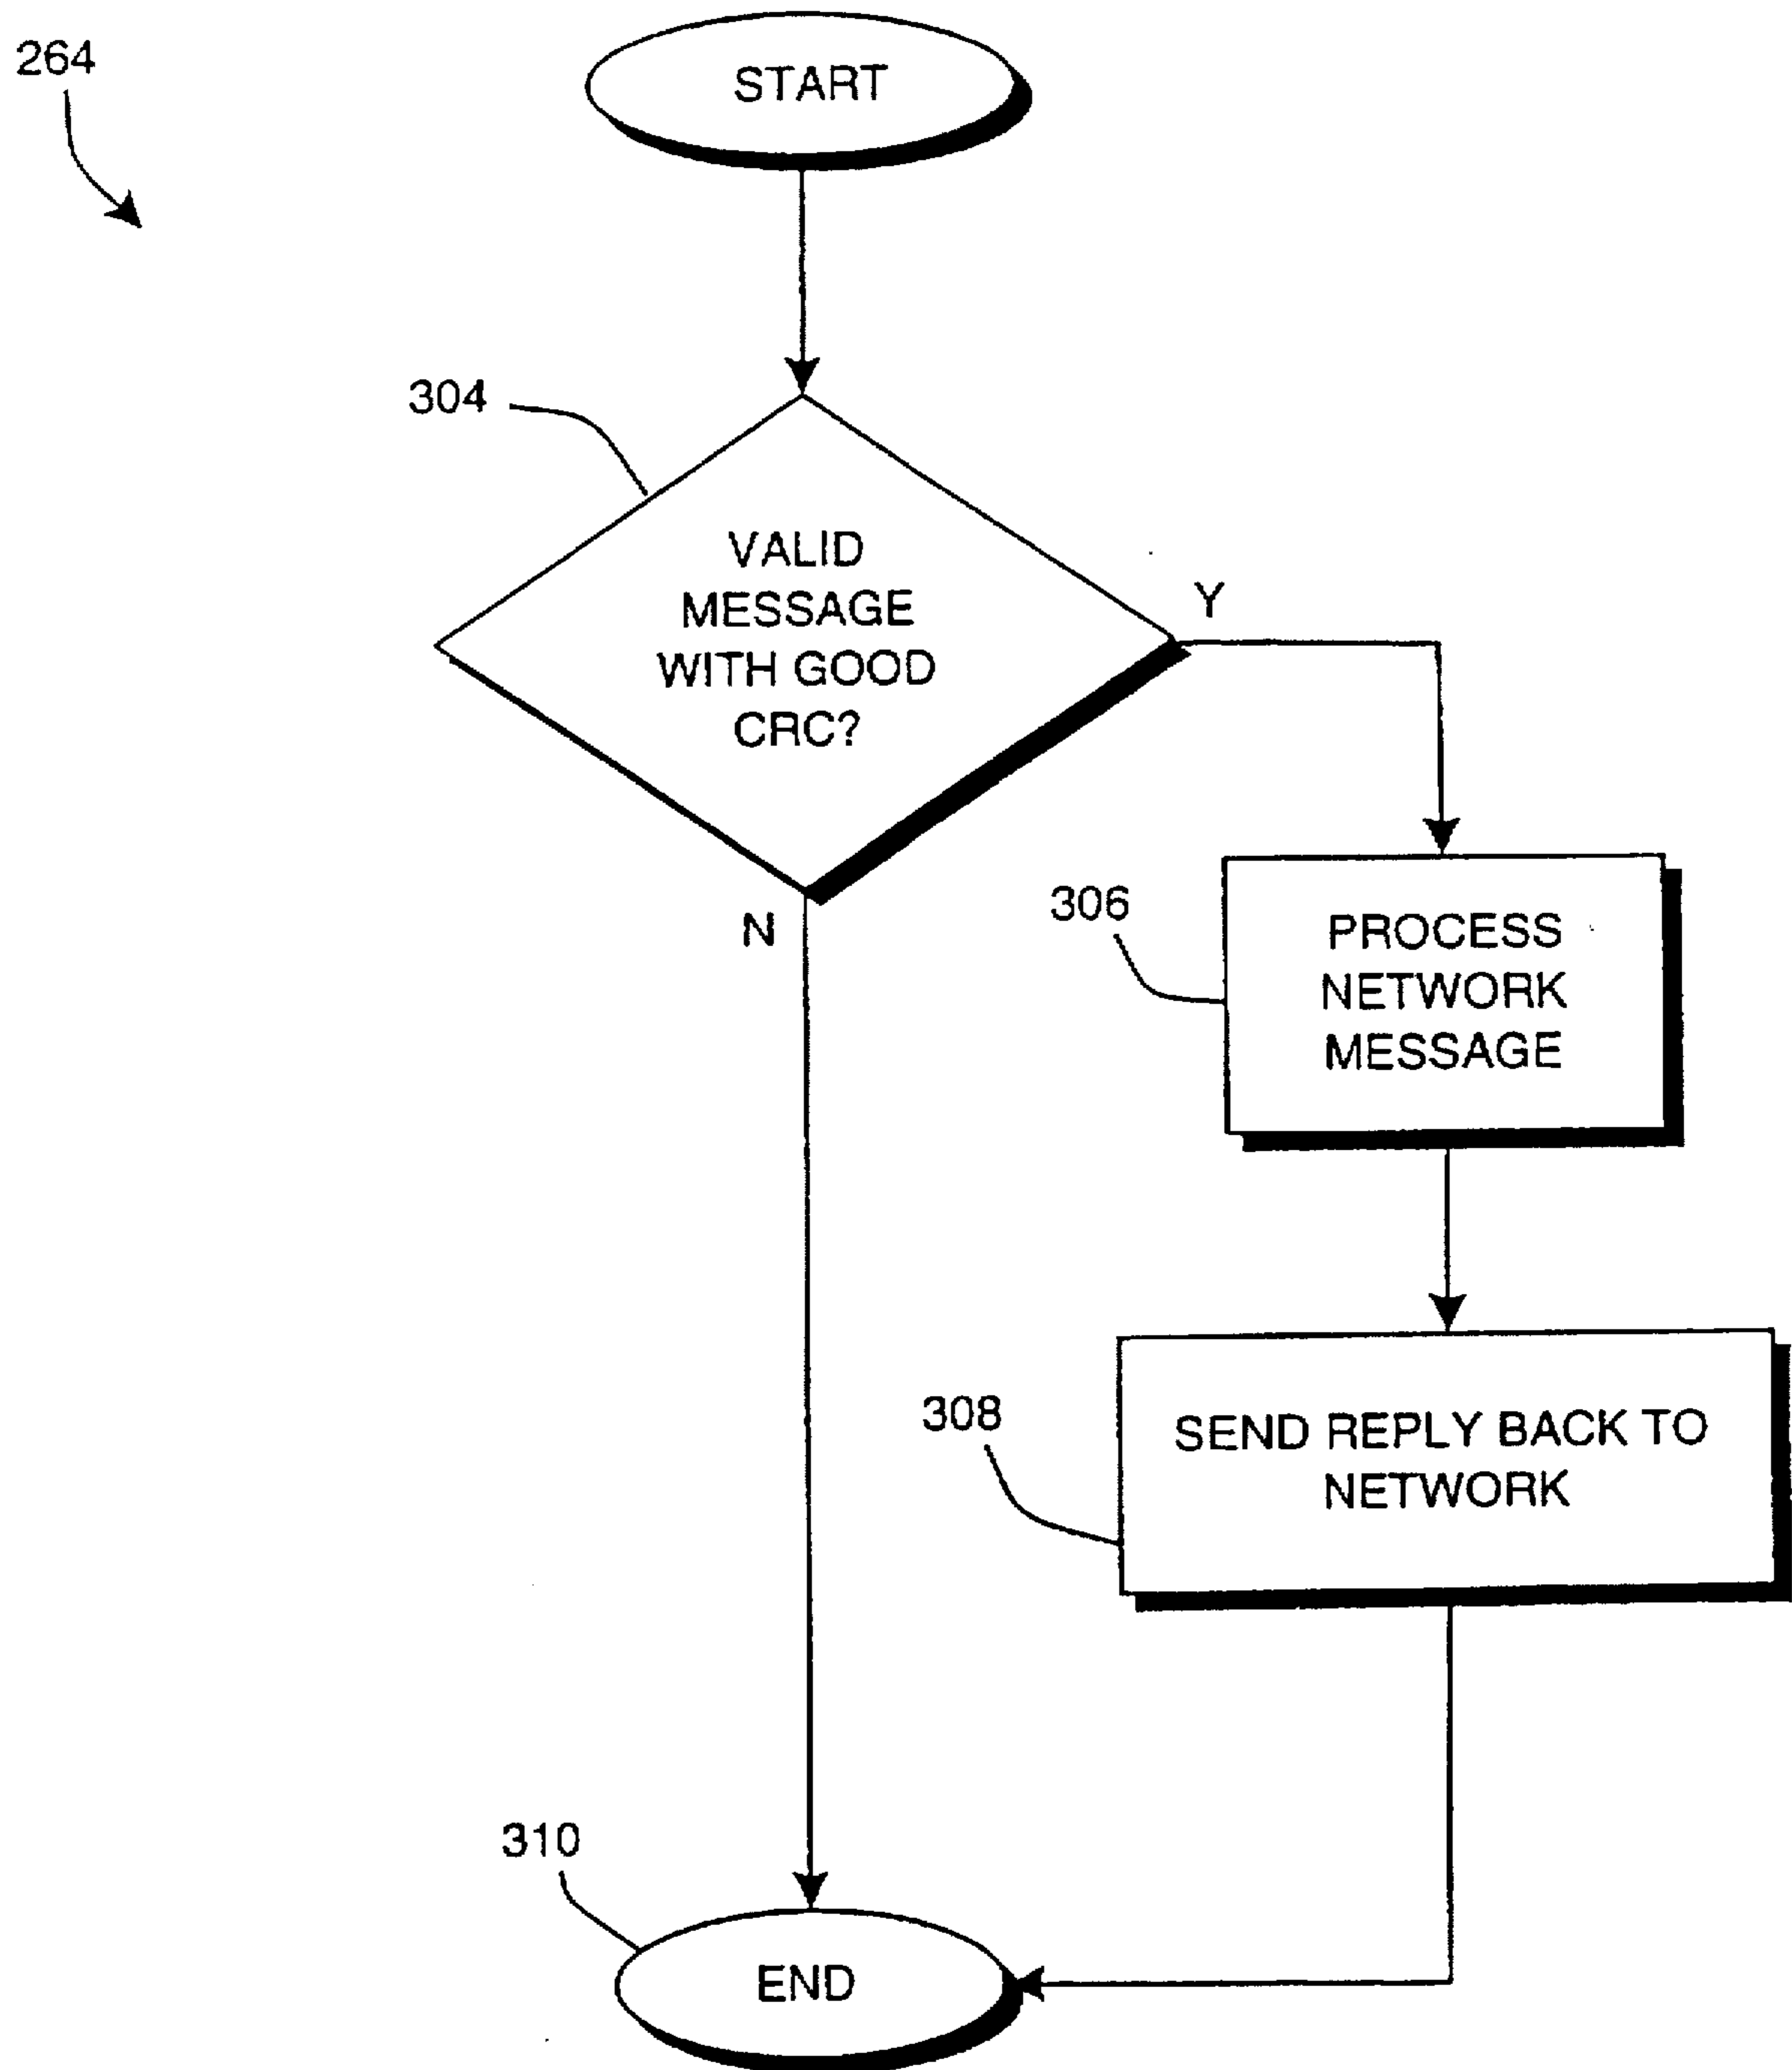 264
START
304
VALID
MESSAGE
WITH GOOD
CRC?
Y
N
306
PROCESS
NETWORK
MESSAGE
308
SEND REPLY BACK TO
NETWORK
310
END